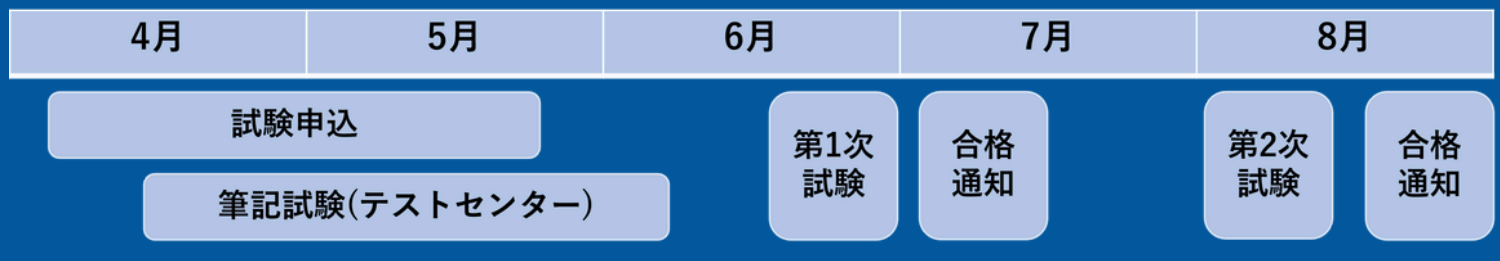 4月 5月 6月 7月 8月
試験申込
筆記試験(テストセンター)
第1次
試験
合格
通知
第2次
試験
合格
通知